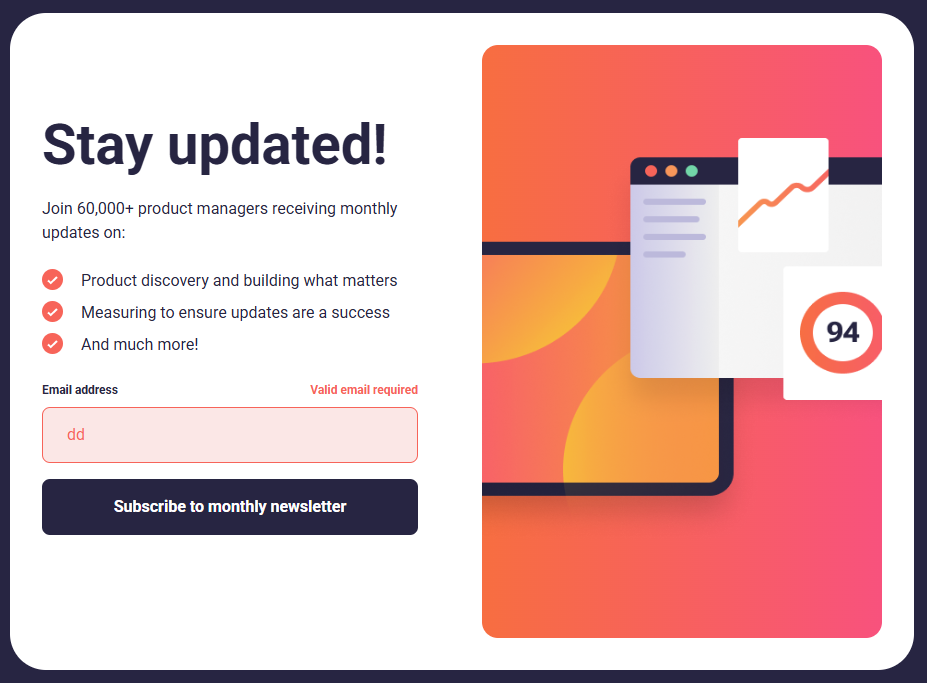 Stay updated!
Join 60,000+ product managers receiving monthly
updates on:
Product discovery and building what matters
Measuring to ensure updates are a success
And much more!
Email address
Valid email required
dd
Subscribe to monthly newsletter
94